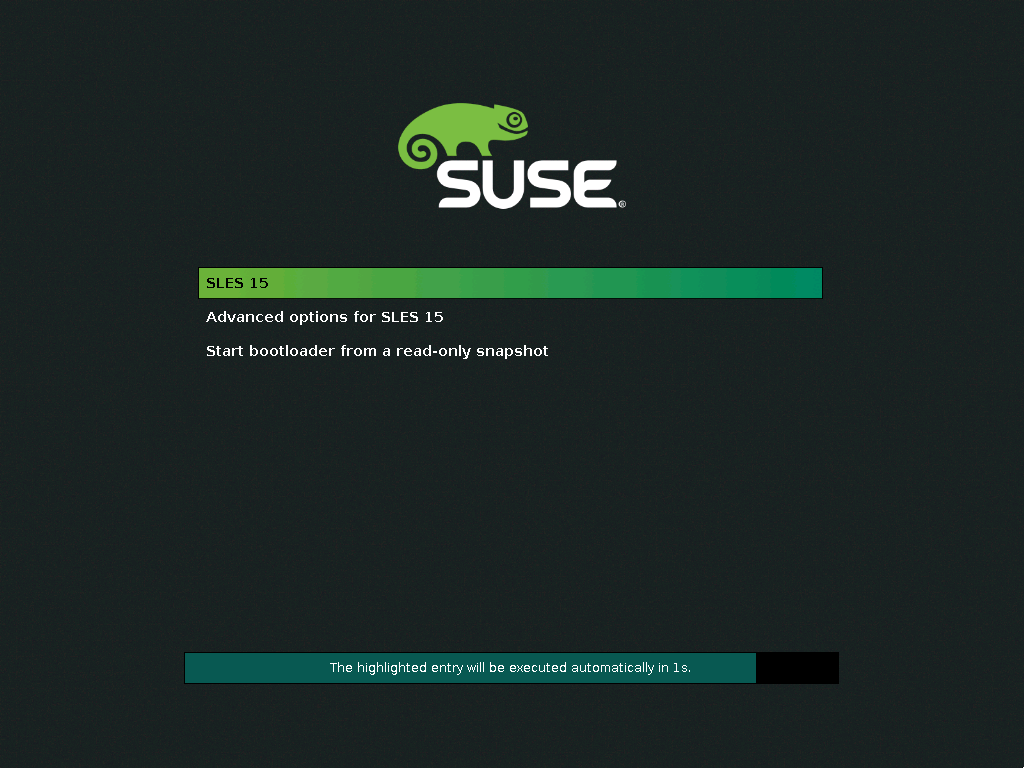 SUSE®
SLES 15
Advanced options for SLES 15
Start bootloader from a read-only snapshot
The highlighted entry will be executed automatically in 1s.